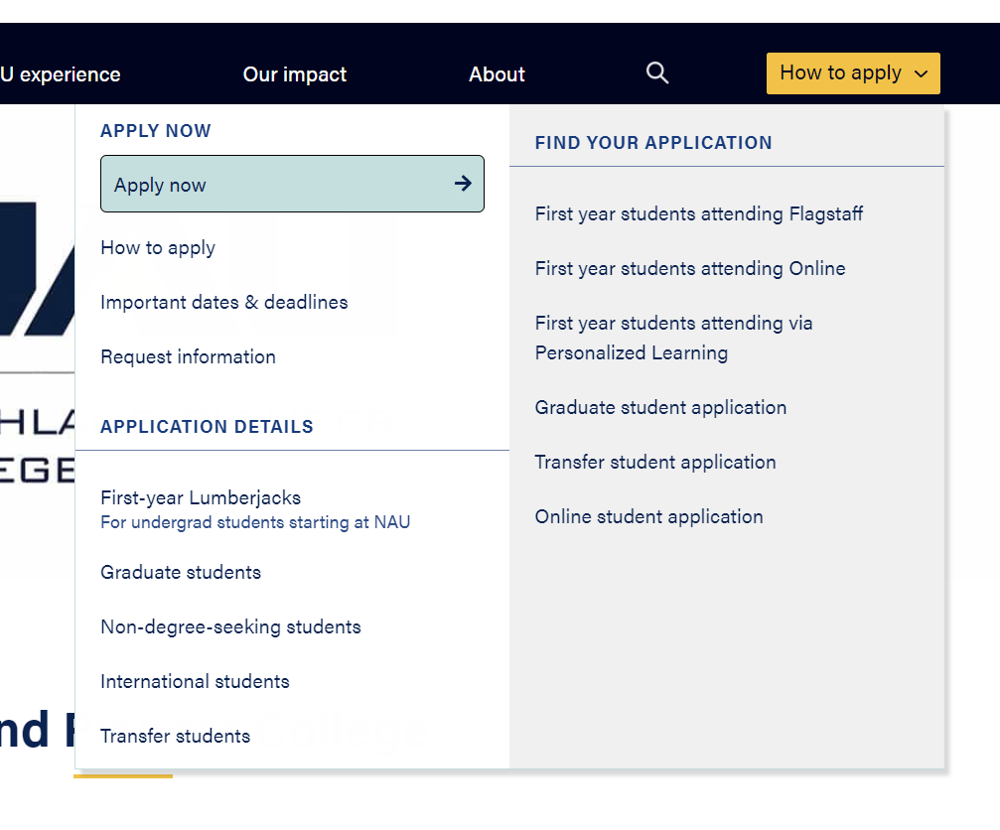 U experience
Our impact
About
How to apply
APPLY NOW
Apply now
How to apply
Important dates & deadlines
Request information
APPLICATION DETAILS
First-year Lumberjacks
For undergrad students starting at NAU
Graduate students
Non-degree-seeking students
International students
Transfer students
FIND YOUR APPLICATION
First year students attending Flagstaff
First year students attending Online
First year students attending via
Personalized Learning
Graduate student application
Transfer student application
Online student application
HLA
EGE
nd